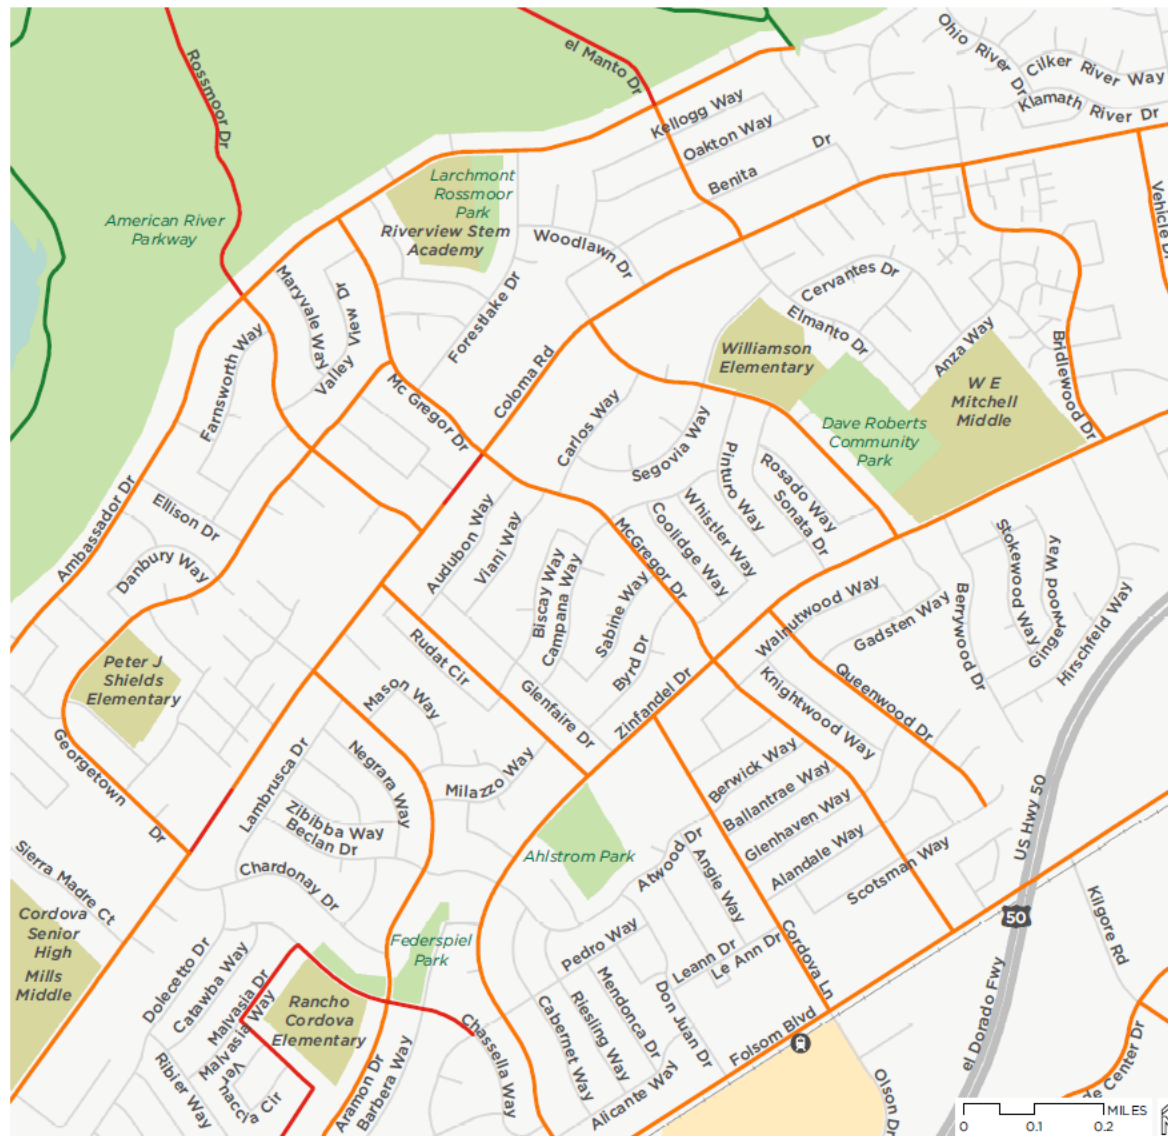 Ohio River Dr
Cilker River Way
Klamath River Dr
el Manto Dr
Rossmoor Dr
Kellogg Way
Oakton Way
Benita Dr
Vehicle Dr
American River
Parkway
Larchmont
Rossmoor
Park
Riverview Stem
Academy
Woodlawn Dr
Forestlake Dr
Maryvale Way
Valley View Dr
Farnsworth Way
Mc Gregor Dr
Coloma Rd
Cervantes Dr
Elmanto Dr
Anza Way
Bridlewood Dr
Williamson
Elementary
W E
Mitchell
Middle
Dave Roberts
Community
Park
Carlos Way
Segovia Way
Pinturo Way
Rosado Way
Sonata Dr
Whistler Way
Coolidge Way
McGregor Dr
Ambassador Dr
Ellison Dr
Danbury Way
Audubon Way
Viani Way
Biscay Way
Campana Way
Sabine Way
Byrd Dr
Stokewood Way
Gingerwood Way
Hirschfeld Way
Berrywood Dr
Walnutwood Way
Gadsten Way
Queenwood Dr
Knightwood Way
Peter J
Shields
Elementary
Rudat Cir
Glenfaire Dr
Zinfandel Dr
Mason Way
Negrara Way
Milazzo Way
Georgetown Dr
Lambrusca Dr
Zibibba Way
Beclan Dr
Chardonay Dr
Berwick Way
Ballantrae Way
Glenhaven Way
Alandale Way
Scotsman Way
US Hwy 50
50
Ahlstrom Park
Atwood Dr
Angie Way
Sierra Madre Ct
Cordova
Senior
High
Mills
Middle
Federspiel
Park
Pedro Way
Leann Dr
Le Ann Dr
Cordova Ln
Kilgore Rd
Dolecetto Dr
Catawba Way
Malvasia Dr
Malvasia Way
Vernaccia Cir
Ribier Way
Rancho
Cordova
Elementary
Aramon Dr
Barbera Way
Chassella Way
Cabernet Way
Riesling Way
Mendonca Dr
Don Juan Dr
Alicante Way
Folsom Blvd
Olson Dr
el Dorado Fwy
de Center Dr
MILES
0 0.1 0.2